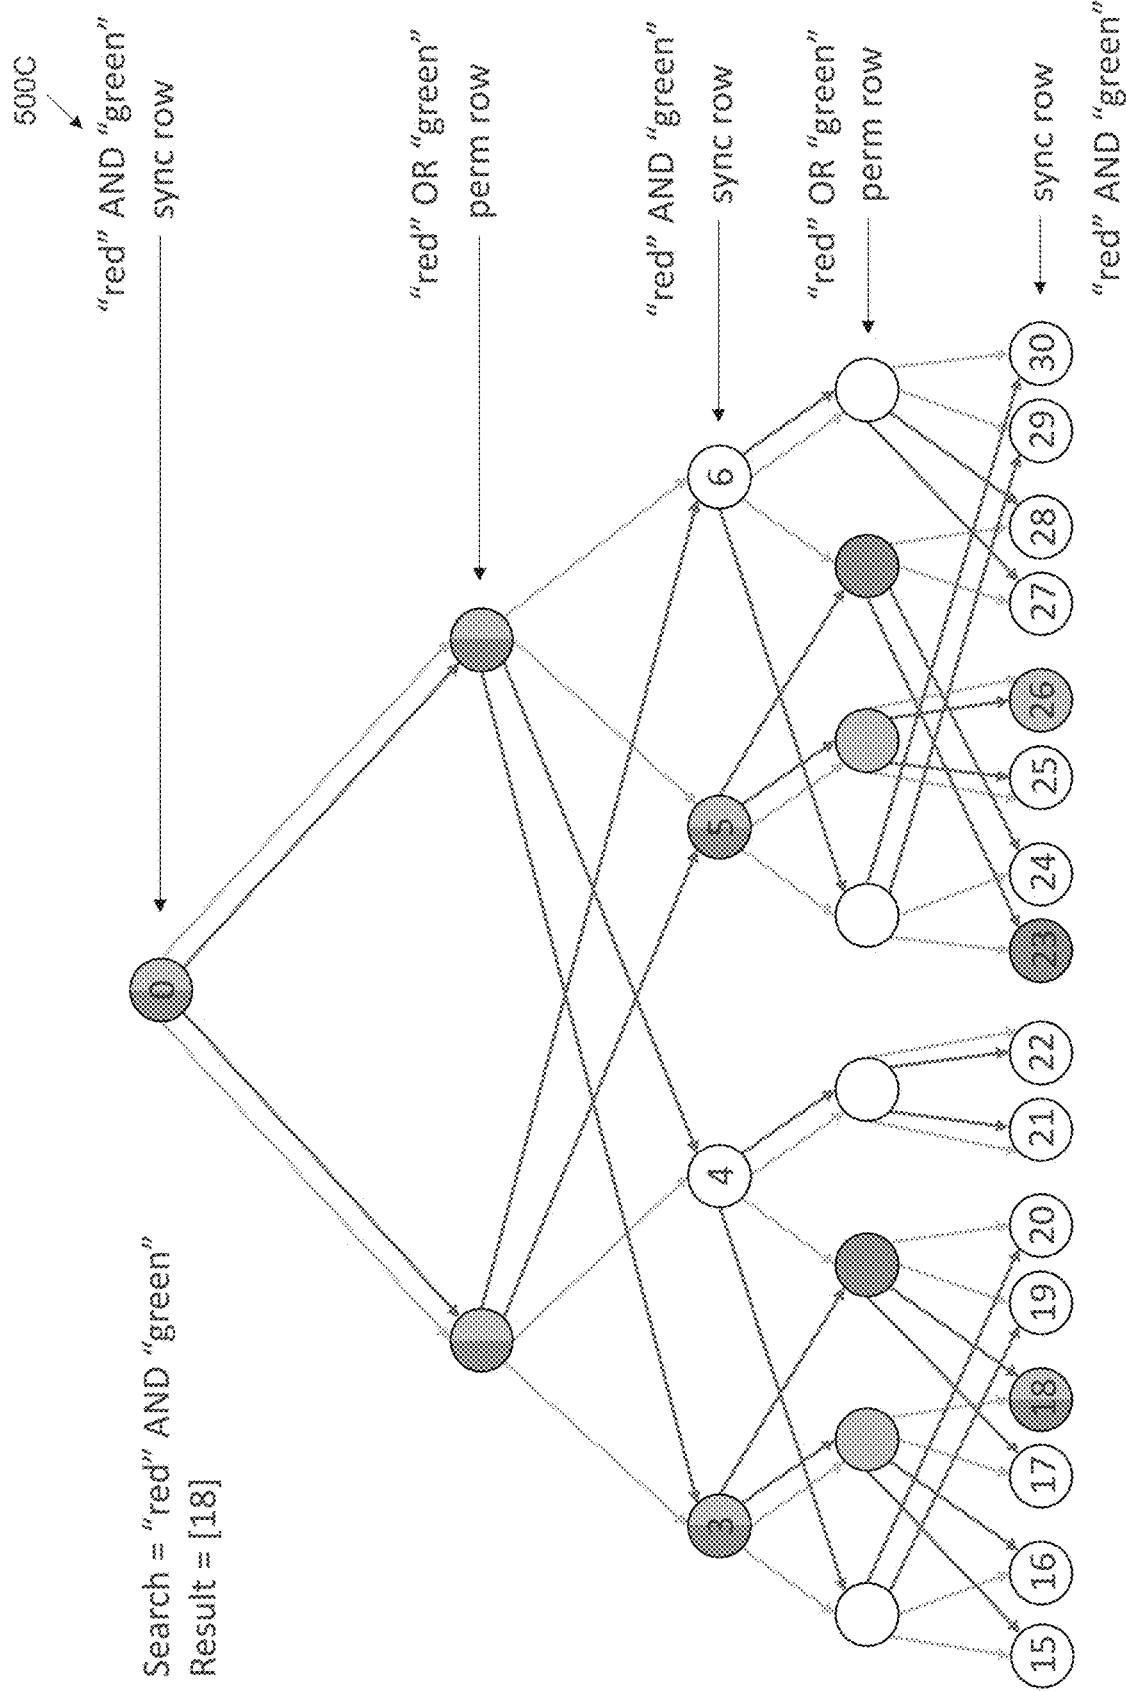 500C
Search = “red” AND “green”
Result = [18]
“red” AND “green”
sync row
0
“red” OR “green”
perm row
“red” AND “green”
sync row
3
4
5
6
“red” OR “green”
perm row
15
16
17
18
19
20
21
22
23
24
25
26
27
28
29
30
sync row
“red” AND “green”